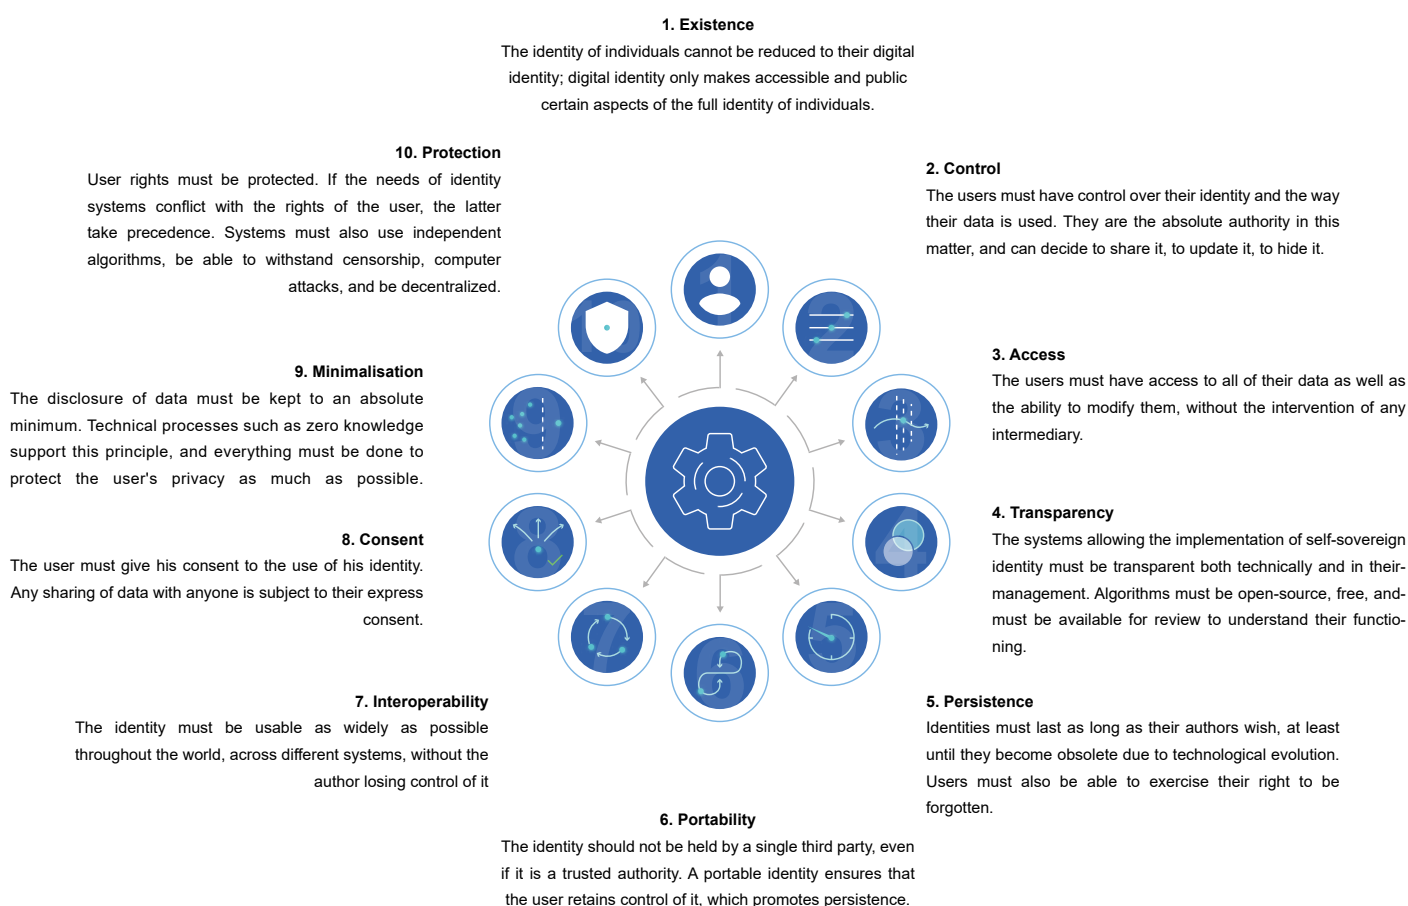 1. Existence
The identity of individuals cannot be reduced to their digital
identity; digital identity only makes accessible and public
certain aspects of the full identity of individuals.
10. Protection
User rights must be protected. If the needs of identity
systems conflict with the rights of the user, the latter
take precedence. Systems must also use independent
algorithms, be able to withstand censorship, computer
attacks, and be decentralized.
2. Control
The users must have control over their identity and the way
their data is used. They are the absolute authority in this
matter, and can decide to share it, to update it, to hide it.
9. Minimalisation
The disclosure of data must be kept to an absolute
minimum. Technical processes such as zero knowledge
support this principle, and everything must be done to
protect the user's privacy as much as possible.
3. Access
The users must have access to all of their data as well as
the ability to modify them, without the intervention of any
intermediary.
8. Consent
The user must give his consent to the use of his identity.
Any sharing of data with anyone is subject to their express
consent.
4. Transparency
The systems allowing the implementation of self-sovereign
identity must be transparent both technically and in their-
management. Algorithms must be open-source, free, and-
must be available for review to understand their functio-
ning.
7. Interoperability
The identity must be usable as widely as possible
throughout the world, across different systems, without the
author losing control of it
5. Persistence
Identities must last as long as their authors wish, at least
until they become obsolete due to technological evolution.
Users must also be able to exercise their right to be
forgotten.
6. Portability
The identity should not be held by a single third party, even
if it is a trusted authority. A portable identity ensures that
the user retains control of it, which promotes persistence.
1
10
2
9
3
8
4
7
5
6